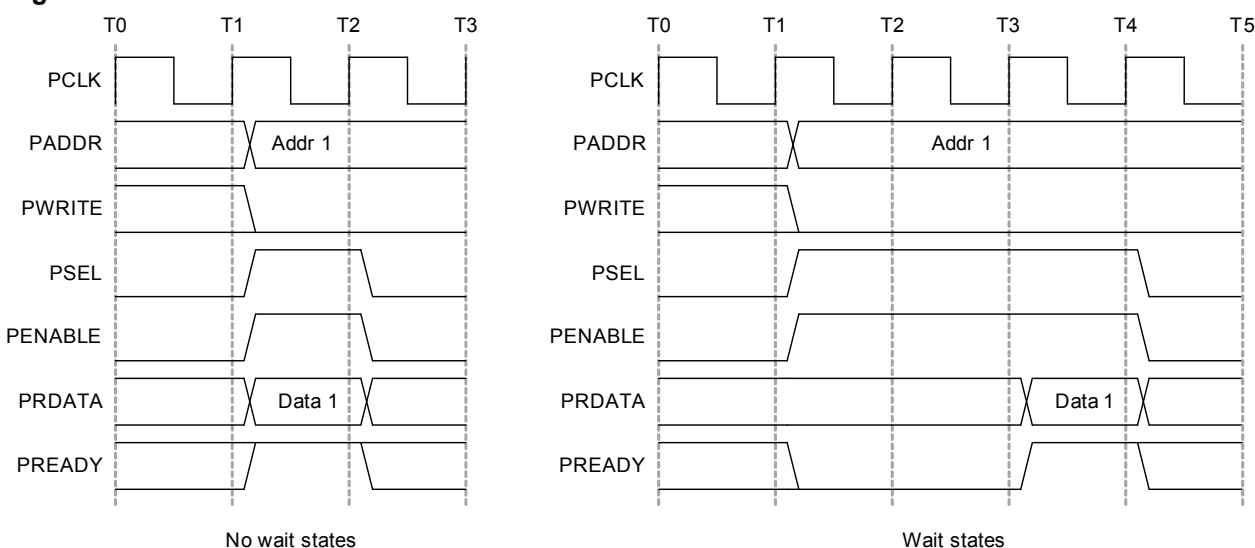 T0 T1 T2 T3 T0 T1 T2 T3 T4 T5
PCLK PCLK
PADDR Addr 1 PADDR Addr 1
PWRITE PWRITE
PSEL PSEL
PENABLE PENABLE
PRDATA Data 1 PRDATA Data 1
PREADY PREADY
No wait states Wait states